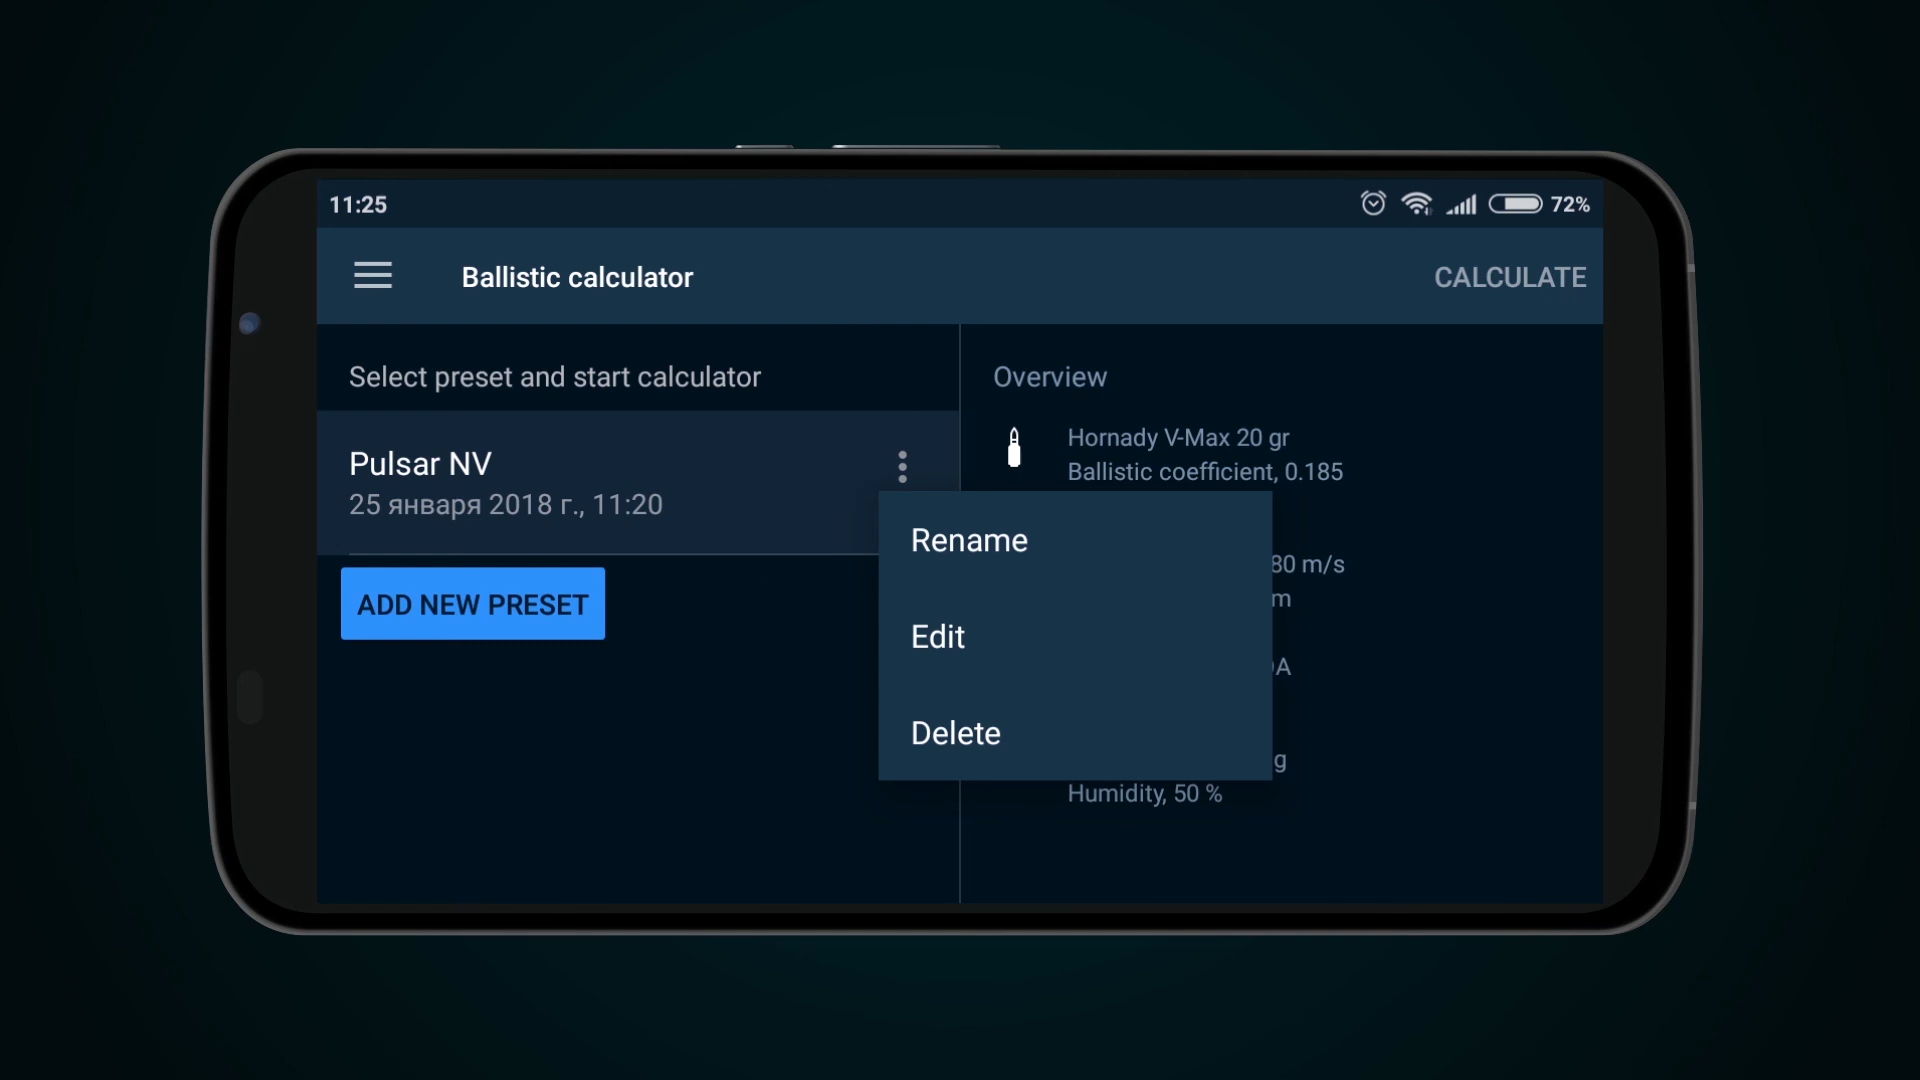 11:25
72%
Ballistic calculator
CALCULATE
Select preset and start calculator
Overview
Pulsar NV
25 января 2018 г., 11:20
Hornady V-Max 20 gr
Ballistic coefficient, 0.185
Rename
Edit
Delete
80 m/s
m
g
Humidity, 50 %
ADD NEW PRESET